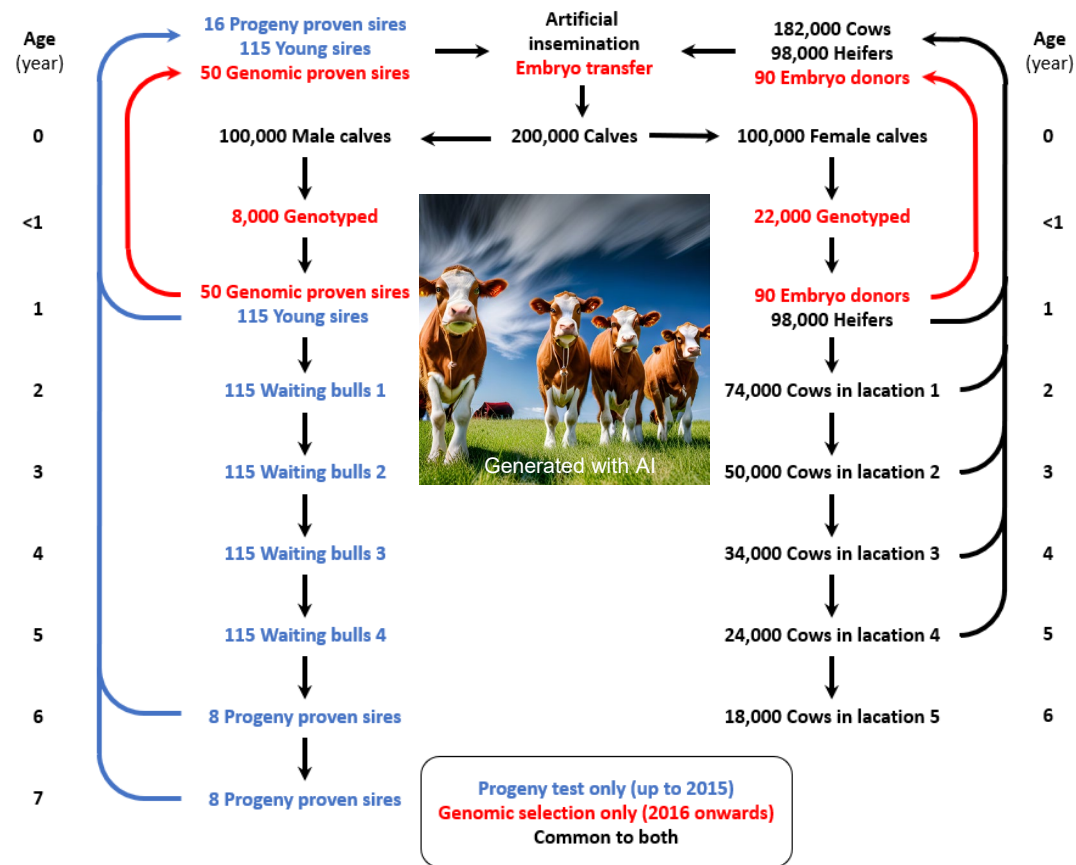 16 Progeny proven sires
115 Young sires
50 Genomic proven sires
Artificial
insemination
Embryo transfer
182,000 Cows
98,000 Heifers
90 Embryo donors
Age
(year)
Age
(year)
0
100,000 Male calves
200,000 Calves
100,000 Female calves
0
<1
8,000 Genotyped
22,000 Genotyped
<1
1
50 Genomic proven sires
115 Young sires
90 Embryo donors
98,000 Heifers
1
2
115 Waiting bulls 1
74,000 Cows in lacation 1
2
3
115 Waiting bulls 2
Generated with AI
50,000 Cows in lacation 2
3
4
115 Waiting bulls 3
34,000 Cows in lacation 3
4
5
115 Waiting bulls 4
24,000 Cows in lacation 4
5
6
8 Progeny proven sires
18,000 Cows in lacation 5
6
7
8 Progeny proven sires
Progeny test only (up to 2015)
Genomic selection only (2016 onwards)
Common to both